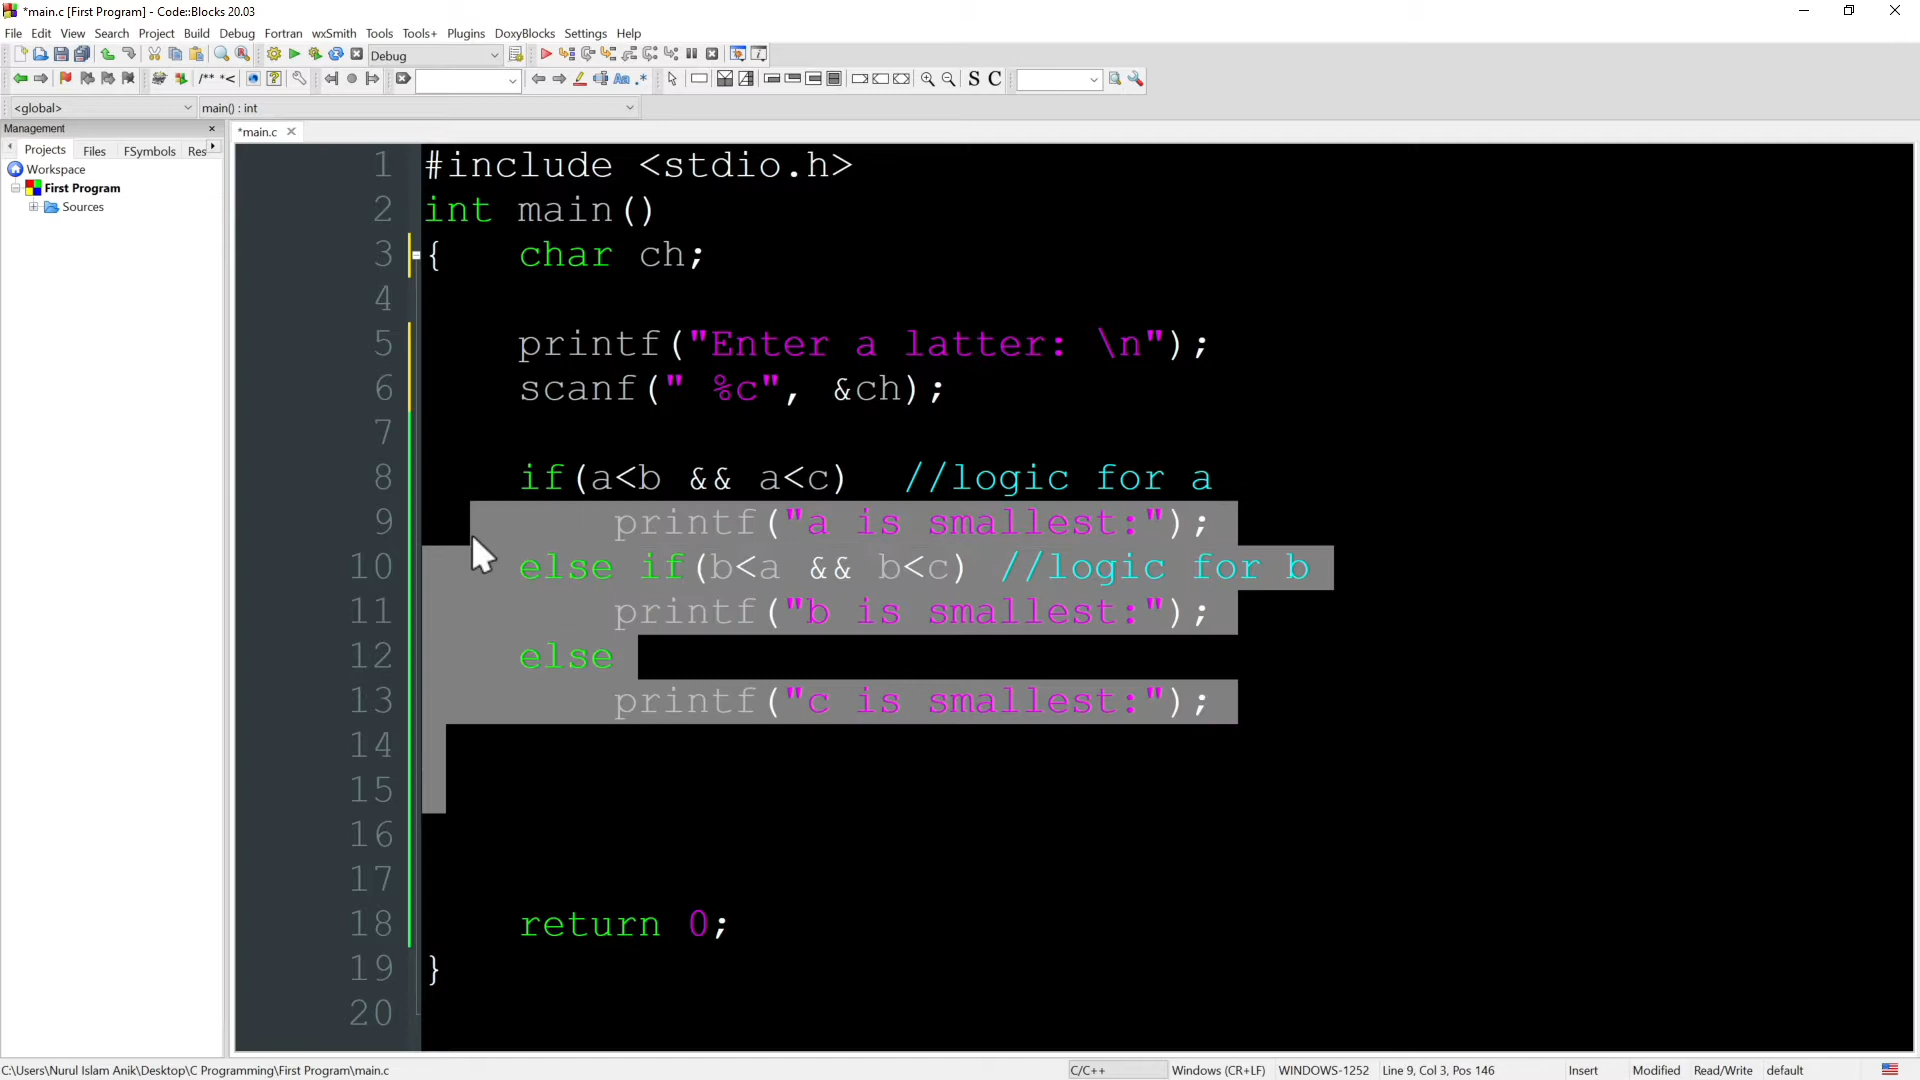 *main.c [First Program] - Code::Blocks 20.03
File Edit View Search Project Build Debug Fortran wxSmith Tools Tools+ Plugins DoxyBlocks Settings Help
Debug
/** *< Aa .* S C
<global> main() : int
Management
Projects Files FSymbols Res
Workspace
First Program
Sources
*main.c
1 #include <stdio.h>
2 int main()
3 { char ch;
4
5 printf("Enter a latter: \n");
6 scanf(" %c", &ch);
7
8 if(a<b && a<c) //logic for a
9 printf("a is smallest:");
10 else if(b<a && b<c) //logic for b
11 printf("b is smallest:");
12 else
13 printf("c is smallest:");
14
15
16
17
18 return 0;
19 }
20
C:\Users\Nurul Islam Anik\Desktop\C Programming\First Program\main.c C/C++ Windows (CR+LF) WINDOWS-1252 Line 9, Col 3, Pos 146 Insert Modified Read/Write default